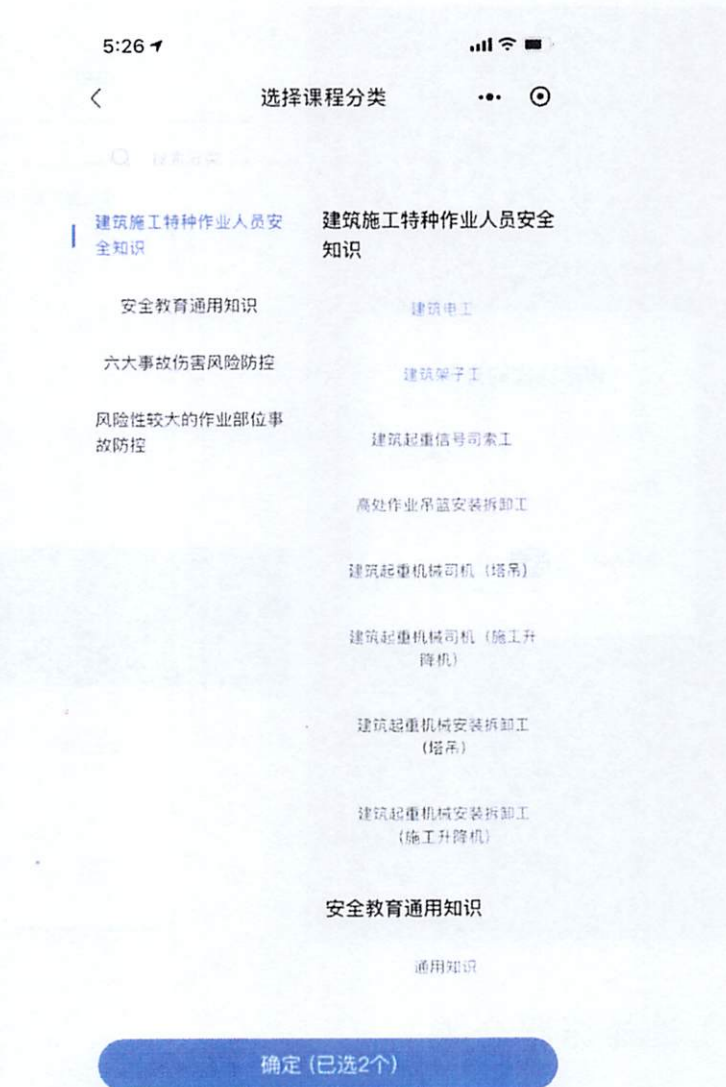 5:26
选择课程分类
搜索分类
建筑施工特种作业人员安
全知识
安全教育通用知识
六大事故伤害风险防控
风险性较大的作业部位事
故防控
建筑施工特种作业人员安全
知识
建筑电工
建筑架子工
建筑起重信号司索工
高处作业吊篮安装拆卸工
建筑起重机械司机（塔吊）
建筑起重机械司机（施工升
降机）
建筑起重机械安装拆卸工
（塔吊）
建筑起重机械安装拆卸工
（施工升降机）
安全教育通用知识
通用知识
确定 (已选2个)